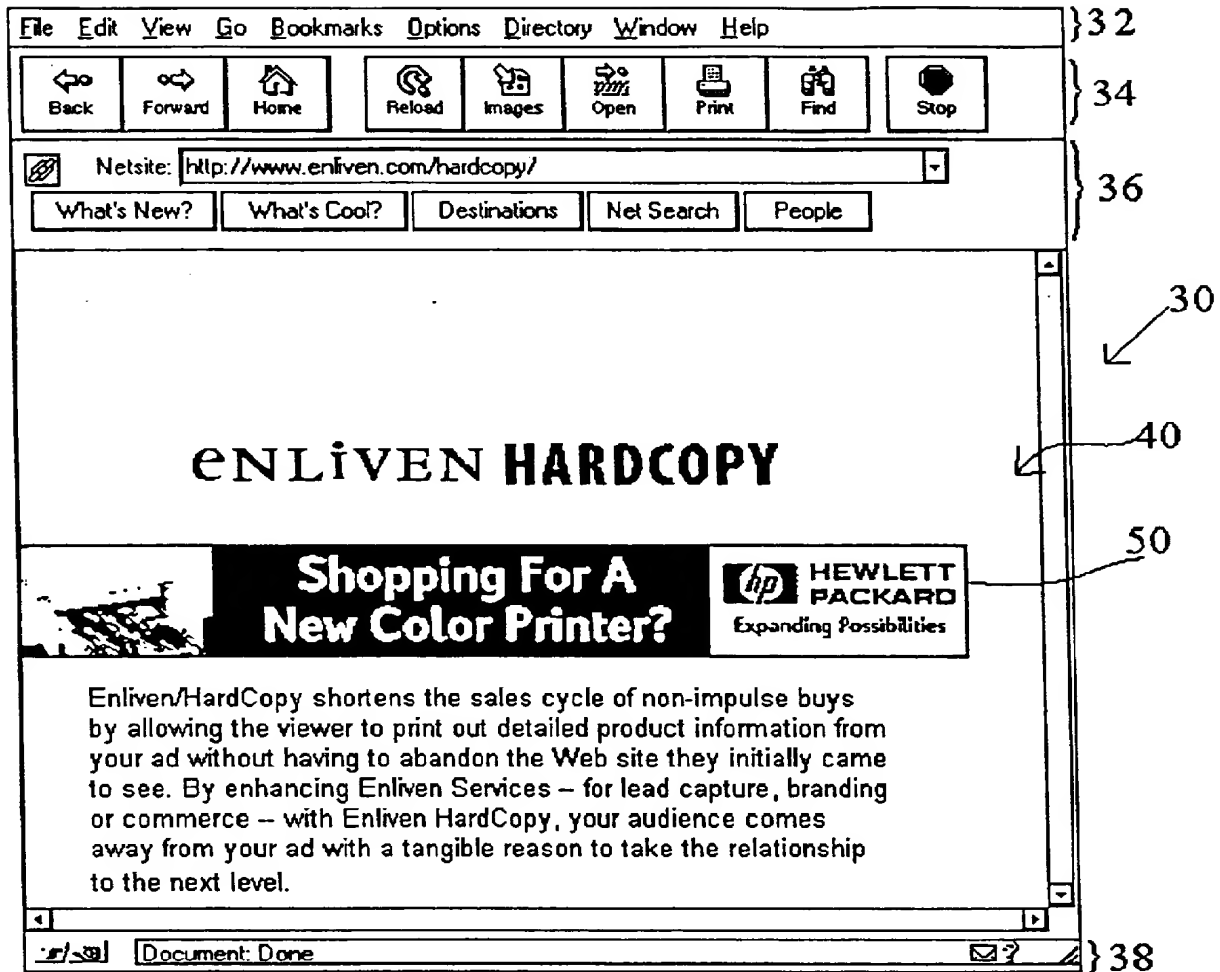 File Edit View Go Bookmarks Options Directory Window Help }32
Back Forward Home Reload Images Open Print Find Stop }34
Netsite: http://www.enliven.com/hardcopy/ }36
What's New? What's Cool? Destinations Net Search People
30
eNLiVEN HARDCOPY 40
50
Shopping For A
New Color Printer?
hp HEWLETT
PACKARD
Expanding Possibilities
Enliven/HardCopy shortens the sales cycle of non-impulse buys
by allowing the viewer to print out detailed product information from
your ad without having to abandon the Web site they initially came
to see. By enhancing Enliven Services – for lead capture, branding
or commerce – with Enliven HardCopy, your audience comes
away from your ad with a tangible reason to take the relationship
to the next level.
Document: Done ? }38